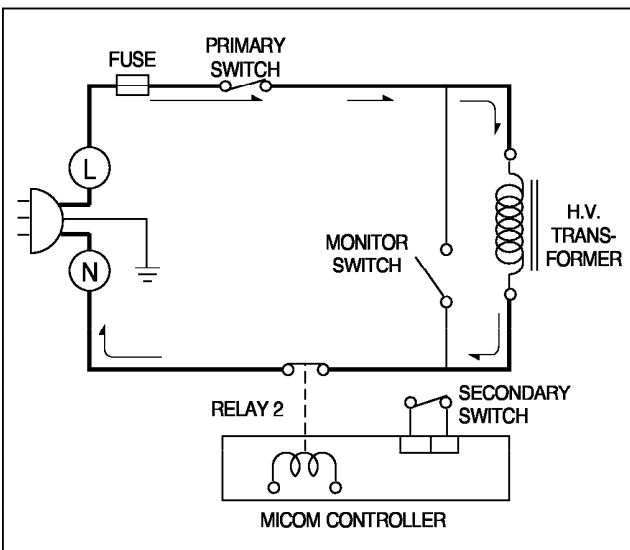 FUSE
PRIMARY
SWITCH
L
H.V.
TRANS-
FORMER
MONITOR
SWITCH
N
RELAY 2
SECONDARY
SWITCH
MICOM CONTROLLER